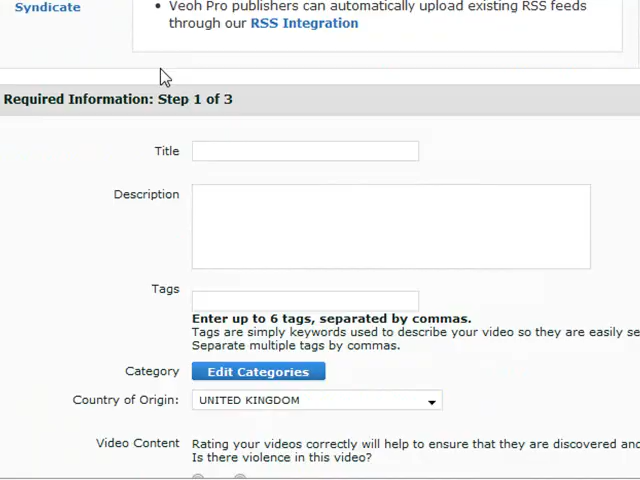 Syndicate
• Veoh Pro publishers can automatically upload existing RSS feeds
through our RSS Integration
Required Information: Step 1 of 3
Title
Description
Tags
Enter up to 6 tags, separated by commas.
Tags are simply keywords used to describe your video so they are easily se
Separate multiple tags by commas.
Category Edit Categories
Country of Origin: UNITED KINGDOM
Video Content Rating your videos correctly will help to ensure that they are discovered and
Is there violence in this video?